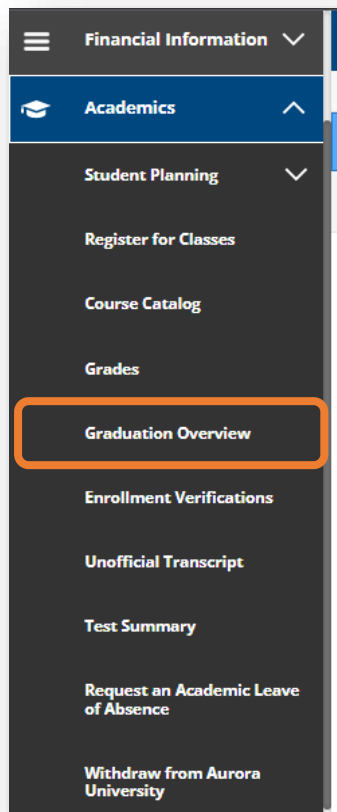 Financial Information
Academics
Student Planning
Register for Classes
Course Catalog
Grades
Graduation Overview
Enrollment Verifications
Unofficial Transcript
Test Summary
Request an Academic Leave
of Absence
Withdraw from Aurora
University